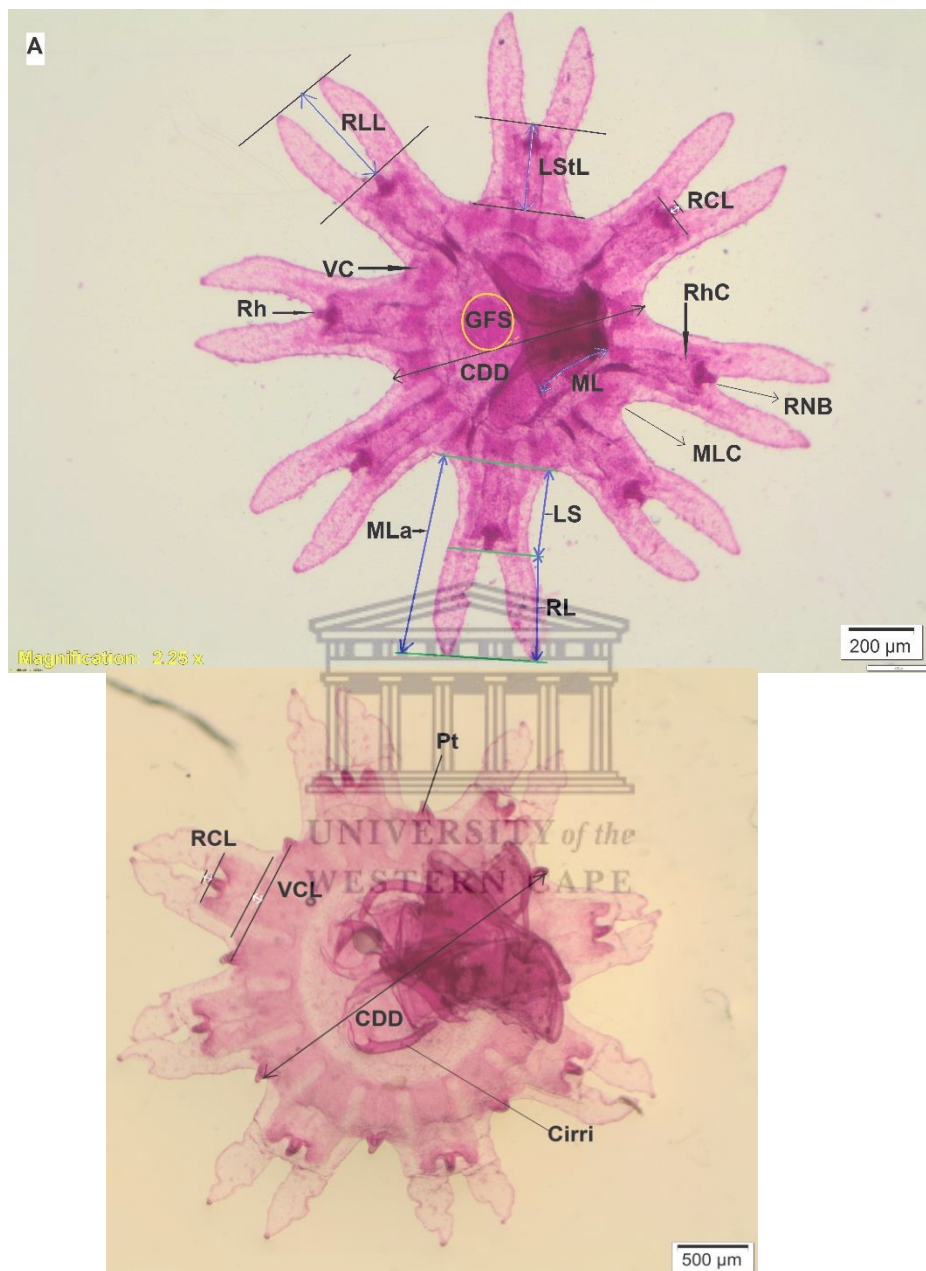 A
RLL
LStL
RCL
VC
RhC
Rh
GFS
CDD
ML
RNB
MLC
LS
MLa
RL
200 µm
Magnification: 2.25 x
Pt
UNIVERSITY of the
RCL
WESTERN CAPE
VCL
CDD
Cirri
500 µm